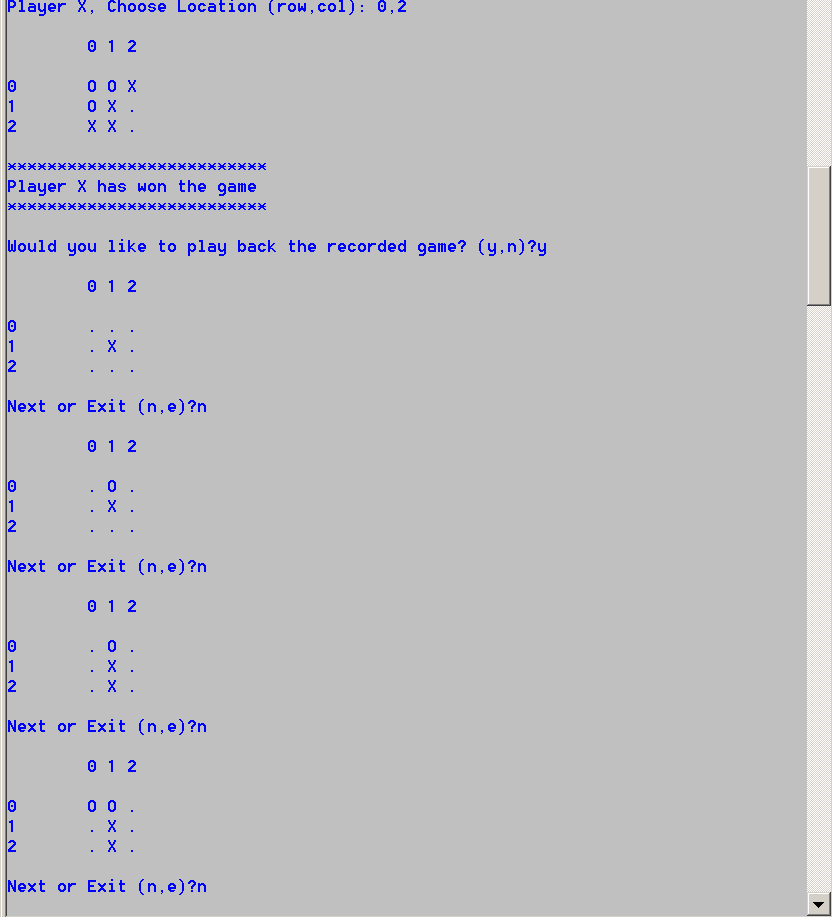 Player X, Choose Location (row,col): 0,2
0 1 2
0 O O X
1 O X .
2 X X .
**************************
Player X has won the game
**************************
Would you like to play back the recorded game? (y,n)?y
0 1 2
0 . . .
1 . X .
2 . . .
Next or Exit (n,e)?n
0 1 2
0 . O .
1 . X .
2 . . .
Next or Exit (n,e)?n
0 1 2
0 . O .
1 . X .
2 . X .
Next or Exit (n,e)?n
0 1 2
0 O O .
1 . X .
2 . X .
Next or Exit (n,e)?n